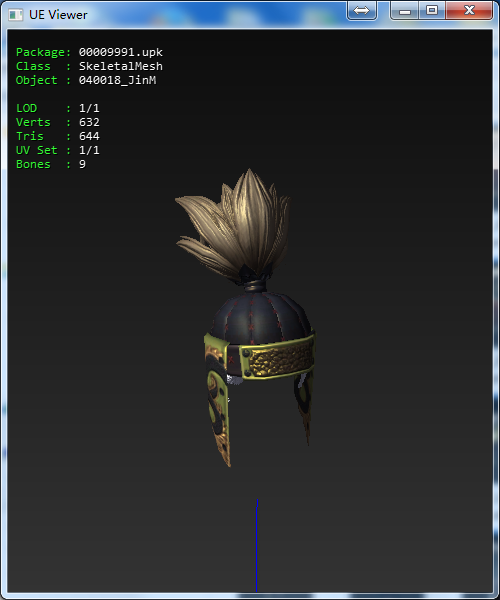 UE Viewer
Package: 00009991.upk
Class : SkeletalMesh
Object : 040018_JinM
LOD : 1/1
Verts : 632
Tris : 644
UV Set : 1/1
Bones : 9